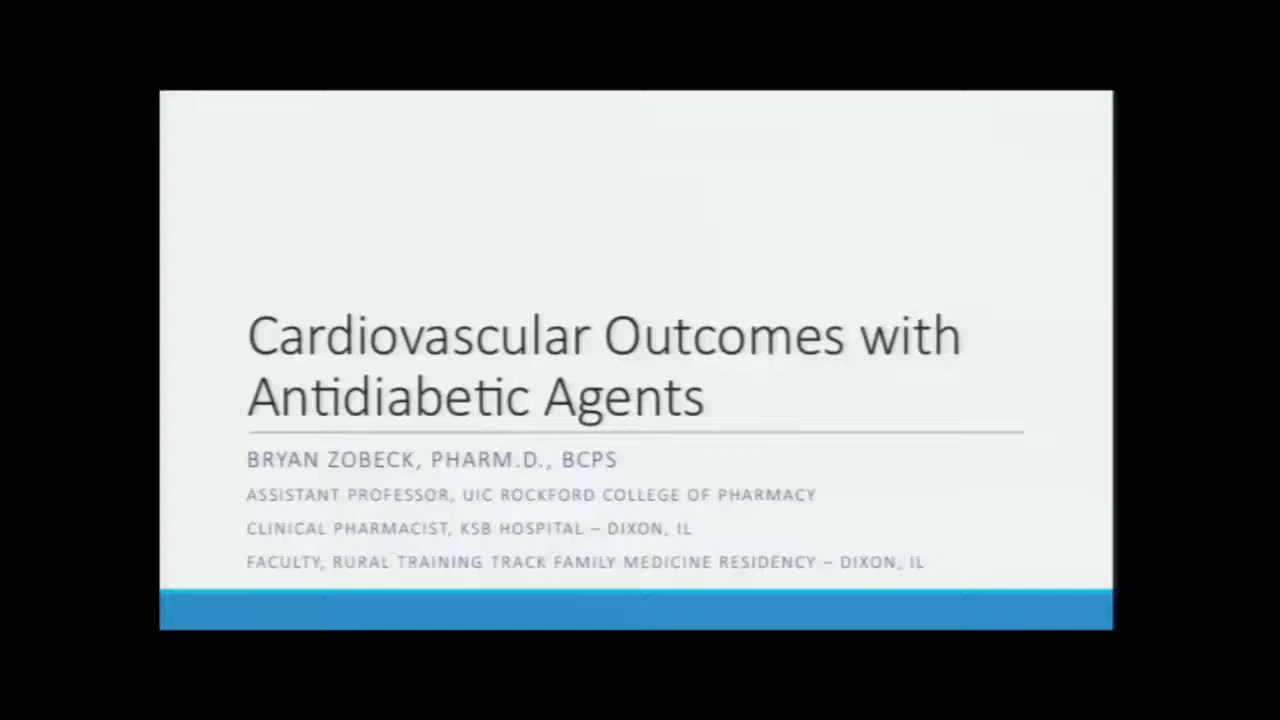 Cardiovascular Outcomes with
Antidiabetic Agents
BRYAN ZOBECK, PHARM.D., BCPS
ASSISTANT PROFESSOR, UIC ROCKFORD COLLEGE OF PHARMACY
CLINICAL PHARMACIST, KSB HOSPITAL – DIXON, IL
FACULTY, RURAL TRAINING TRACK FAMILY MEDICINE RESIDENCY – DIXON, IL